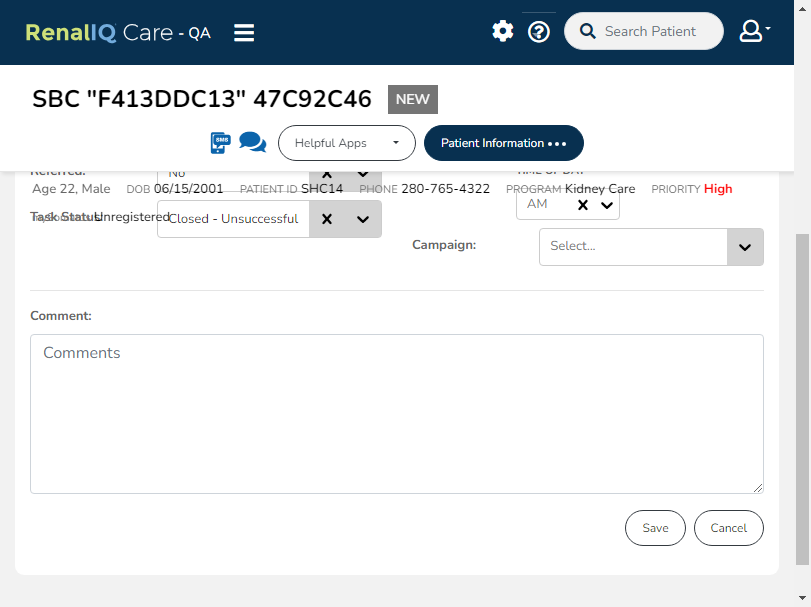 RenalIQ Care - QA
Search Patient
SBC "F413DDC13" 47C92C46 NEW
SMS
Helpful Apps
Patient Information •••
Referred: No TIME OF DAY
Age 22, Male DOB 06/15/2001 PATIENT ID SHC14 PHONE 280-765-4322 PROGRAM Kidney Care PRIORITY High
AM
Task Status: Unregistered Closed - Unsuccessful
Campaign: Select...
Comment:
Comments
Save Cancel